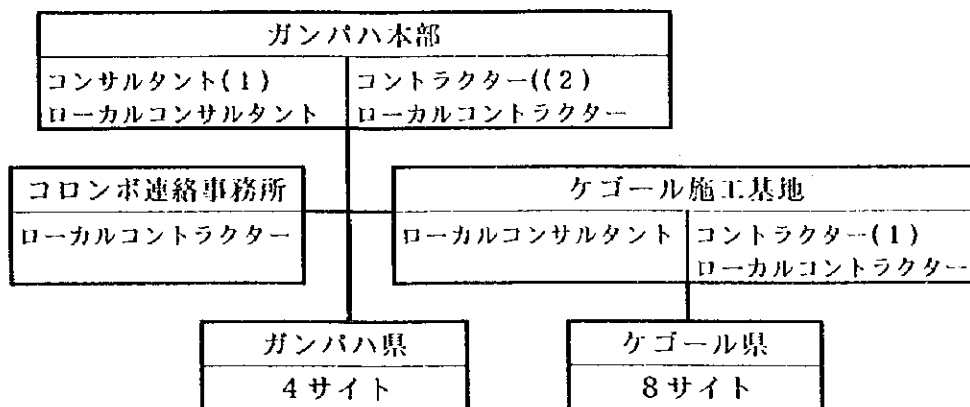 ガンパハ本部
コンサルタント(1)
ローカルコンサルタント
コントラクター((2)
ローカルコントラクター
コロンボ連絡事務所
ローカルコントラクター
ケゴール施工基地
ローカルコンサルタント
コントラクター(1)
ローカルコントラクター
ガンパハ県
4サイト
ケゴール県
8サイト